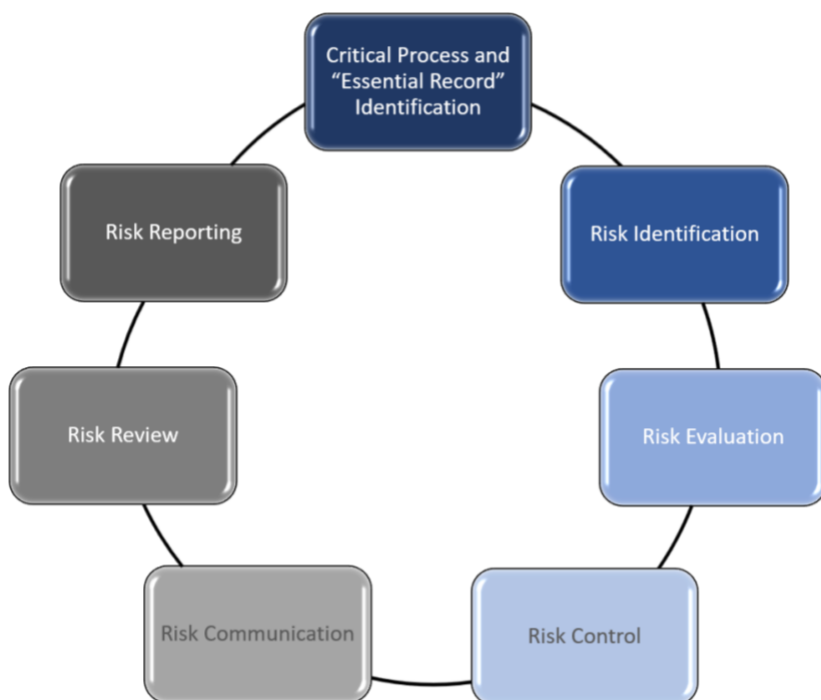 Critical Process and
“Essential Record”
Identification
Risk Identification
Risk Evaluation
Risk Control
Risk Communication
Risk Review
Risk Reporting